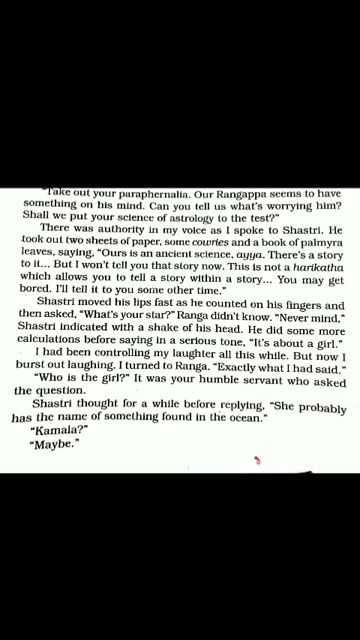 "Take out your paraphernalia. Our Rangappa seems to have
something on his mind. Can you tell us what's worrying him?
Shall we put your science of astrology to the test?"
There was authority in my voice as I spoke to Shastri. He
took out two sheets of paper, some cowries and a book of palmyra
leaves, saying, "Ours is an ancient science, ayya. There's a story
to it... But I won't tell you that story now. This is not a harikatha
which allows you to tell a story within a story... You may get
bored. I'll tell it to you some other time."
Shastri moved his lips fast as he counted on his fingers and
then asked, "What's your star?" Ranga didn't know. "Never mind,"
Shastri indicated with a shake of his head. He did some more
calculations before saying in a serious tone, "It's about a girl."
I had been controlling my laughter all this while. But now I
burst out laughing. I turned to Ranga. "Exactly what I had said."
"Who is the girl?" It was your humble servant who asked
the question.
Shastri thought for a while before replying, "She probably
has the name of something found in the ocean."
"Kamala?"
"Maybe."